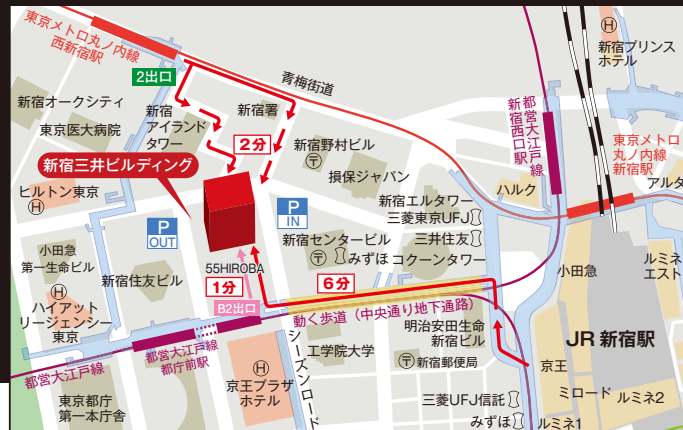 東京メトロ丸ノ内線
西新宿駅
2出口
青梅街道
新宿プリンス
ホテル
H
新宿オークシティ
東京医大病院
新宿
アイランド
タワー
新宿署
2分
新宿野村ビル
〒
損保ジャパン
都営大江戸線
新宿西口駅
東京メトロ
丸ノ内線
新宿駅
アルタ
ハルク
新宿三井ビルディング
ヒルトン東京
H
P
OUT
P
IN
新宿エルタワー
三菱東京UFJ
三井住友
新宿センタービル
〒
みずほ
コクーンタワー
小田急
ルミネ
エスト
小田急
第一生命ビル
新宿住友ビル
55HIROBA
1分
6分
B2出口
動く歩道（中央通り地下通路）
H
ハイアット
リージェンシー
東京
都営大江戸線
都営大江戸線
都庁前駅
シーズンロード
工学院大学
明治安田生命
新宿ビル
〒
新宿郵便局
JR 新宿駅
京王
ミロード
ルミネ2
H
京王プラザ
ホテル
東京都庁
第一本庁舎
三菱UFJ信託
みずほ
ルミネ1